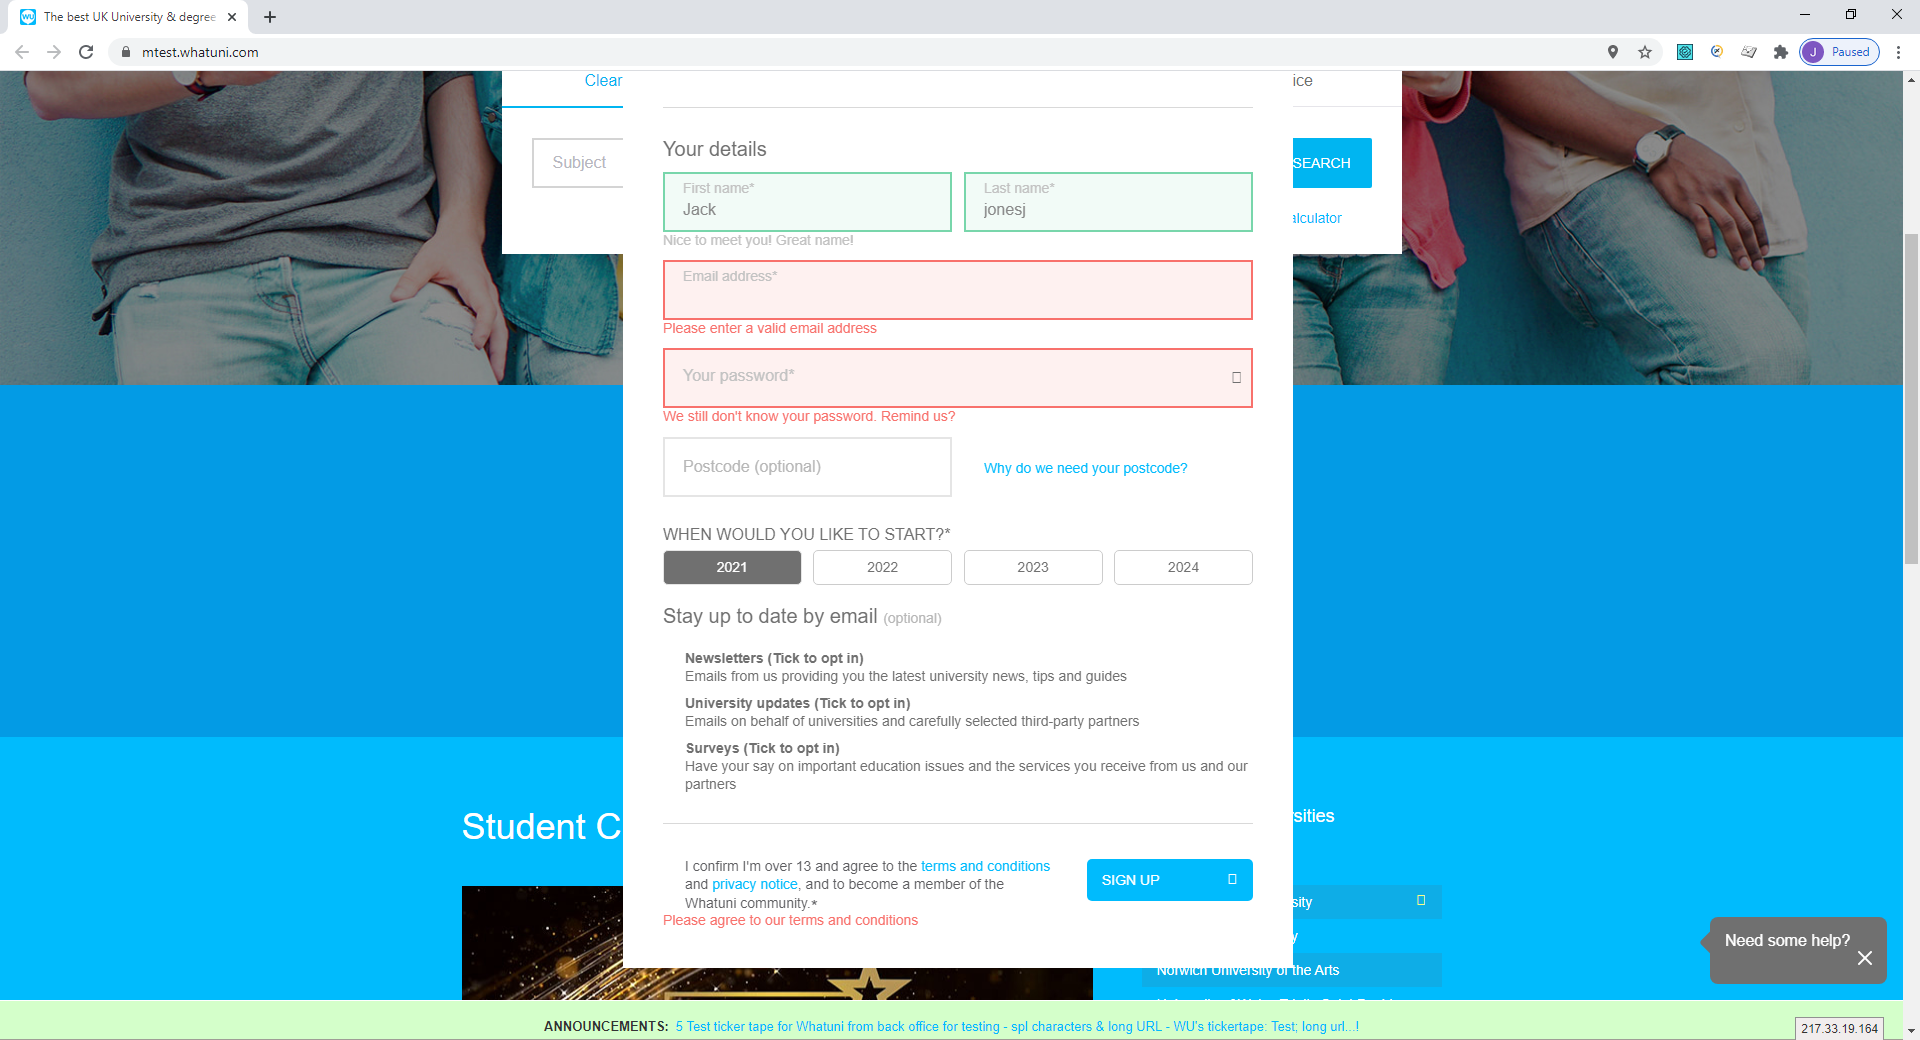 The best UK University & degree
mtest.whatuni.com
J Paused
Clear
ice
Your details
Subject
First name*
Jack
Last name*
jonesj
SEARCH
Nice to meet you! Great name!
alculator
Email address*
Please enter a valid email address
Your password*
We still don't know your password. Remind us?
Postcode (optional)
Why do we need your postcode?
WHEN WOULD YOU LIKE TO START?*
2021 2022 2023 2024
Stay up to date by email (optional)
Newsletters (Tick to opt in)
Emails from us providing you the latest university news, tips and guides
University updates (Tick to opt in)
Emails on behalf of universities and carefully selected third-party partners
Surveys (Tick to opt in)
Have your say on important education issues and the services you receive from us and our
partners
Student C
rsities
I confirm I'm over 13 and agree to the terms and conditions
and privacy notice, and to become a member of the
Whatuni community.*
SIGN UP
Please agree to our terms and conditions
sity
y
Norwich University of the Arts
Need some help?
ANNOUNCEMENTS: 5 Test ticker tape for Whatuni from back office for testing - spl characters & long URL - WU's tickertape: Test; long url...!
217.33.19.164